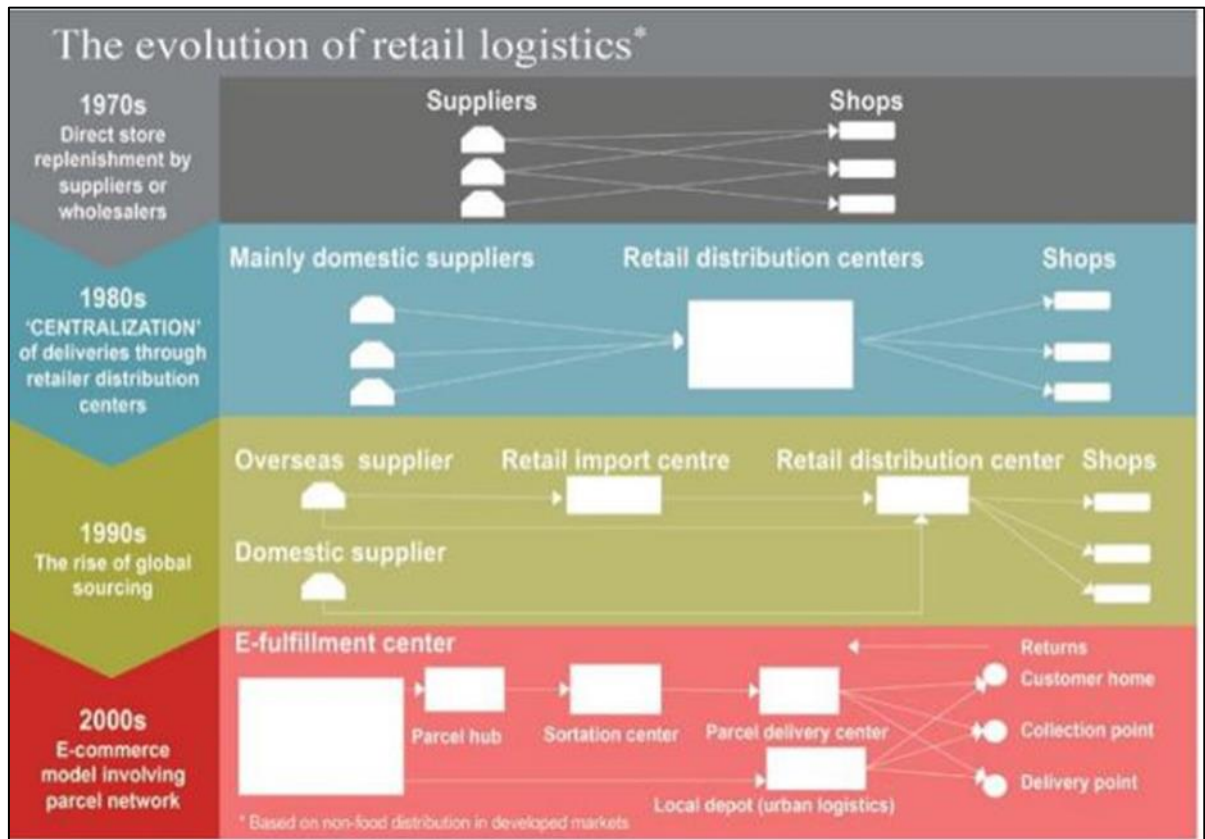 The evolution of retail logistics*
1970s
Direct store
replenishment by
suppliers or
wholesalers
Suppliers
Shops
1980s
'CENTRALIZATION'
of deliveries through
retailer distribution
centers
Mainly domestic suppliers
Retail distribution centers
Shops
1990s
The rise of global
sourcing
Overseas supplier
Retail import centre
Retail distribution center
Shops
Domestic supplier
2000s
E-commerce
model involving
parcel network
E-fulfillment center
Parcel hub
Sortation center
Parcel delivery center
Local depot (urban logistics)
Returns
Customer home
Collection point
Delivery point
* Based on non-food distribution in developed markets